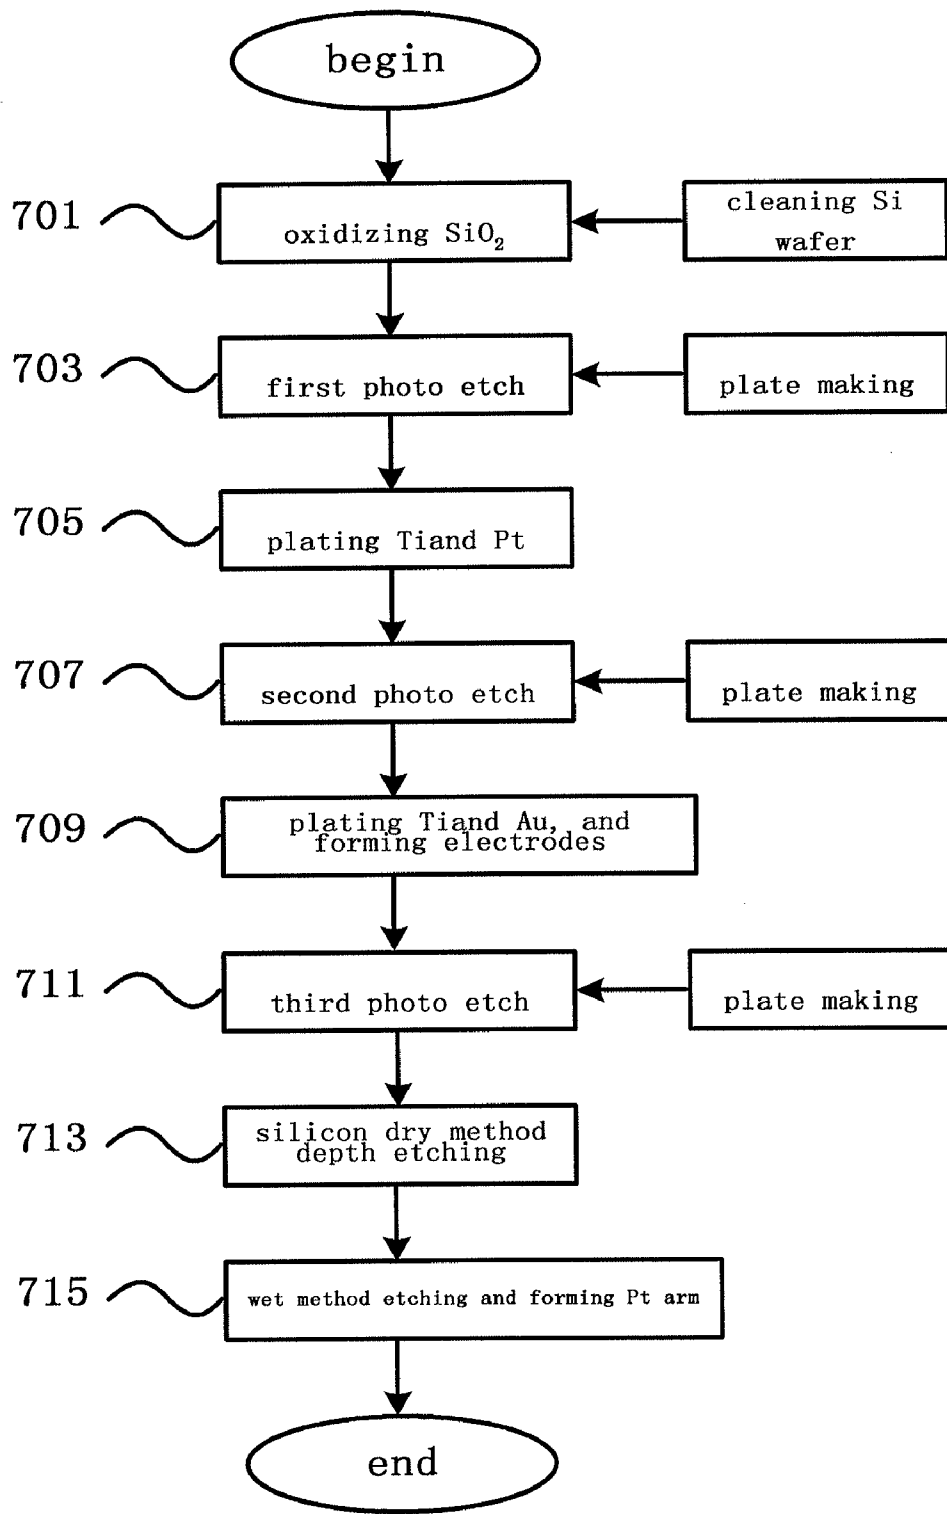 begin
701
oxidizing SiO₂
cleaning Si
wafer
703
first photo etch
plate making
705
plating Tiand Pt
707
second photo etch
plate making
709
plating Tiand Au, and
forming electrodes
711
third photo etch
plate making
713
silicon dry method
depth etching
715
wet method etching and forming Pt arm
end